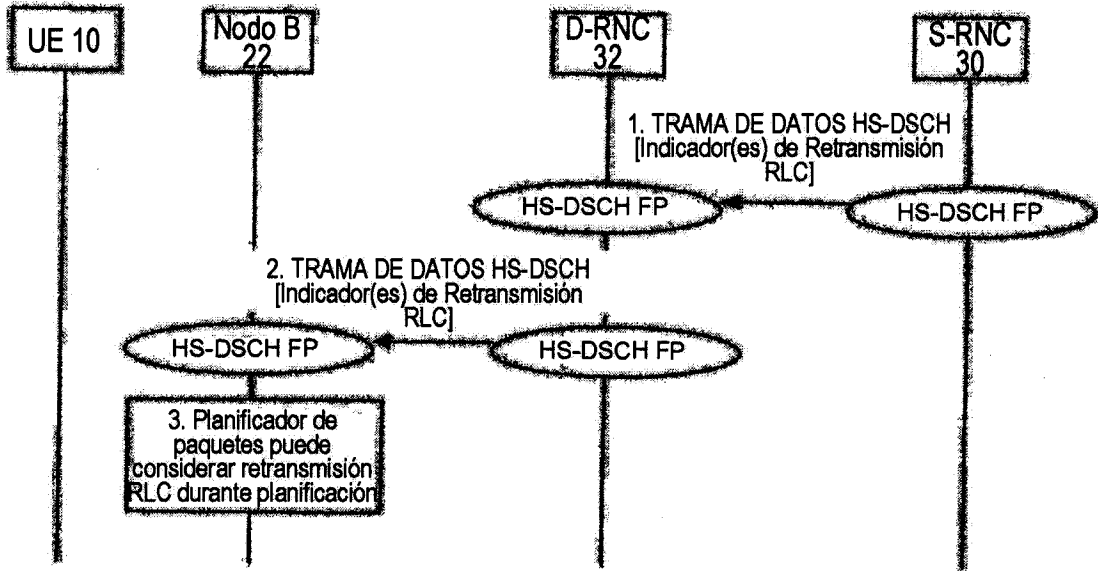 UE 10
Nodo B
22
D-RNC
32
S-RNC
30
1. TRAMA DE DATOS HS-DSCH
[Indicador(es) de Retransmisión
RLC]
HS-DSCH FP
HS-DSCH FP
2. TRAMA DE DATOS HS-DSCH
[Indicador(es) de Retransmisión
RLC]
HS-DSCH FP
HS-DSCH FP
3. Planificador de
paquetes puede
considerar retransmisión
RLC durante planificación